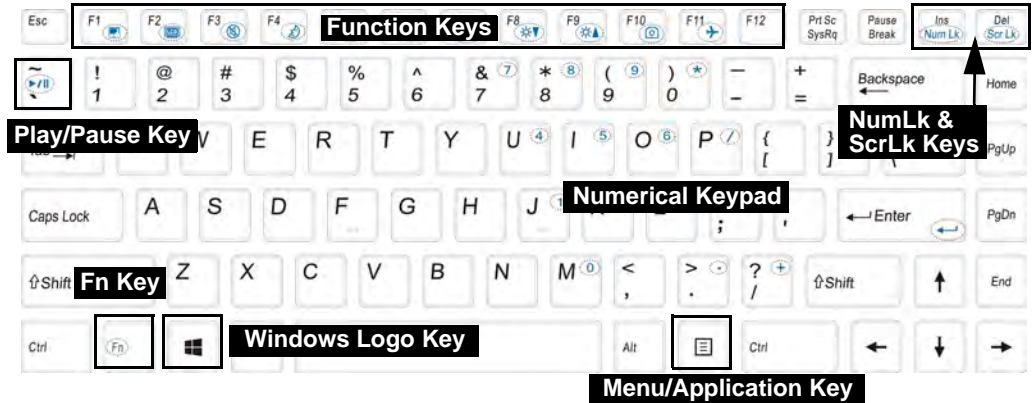 Esc F1 F2 F3 F4 Function Keys F8 F9 F10 F11 F12 Prt Sc SysRq Pause Break Ins Num Lk Del Scr Lk
~ ` ! 1 @ 2 # 3 $ 4 % 5 ^ 6 & 7 7 * 8 8 ( 9 9 ) 0 * _ - + = Backspace Home
Play/Pause Key E R T Y U 4 I 5 O 6 P / { [ } ] \ PgUp
NumLk &
ScrLk Keys
Caps Lock A S D F G H J Numerical Keypad ; ' Enter PgDn
Shift Fn Key Z X C V B N M 0 < , > . . ? / + Shift End
Ctrl Fn Windows Logo Key Alt Ctrl
Menu/Application Key